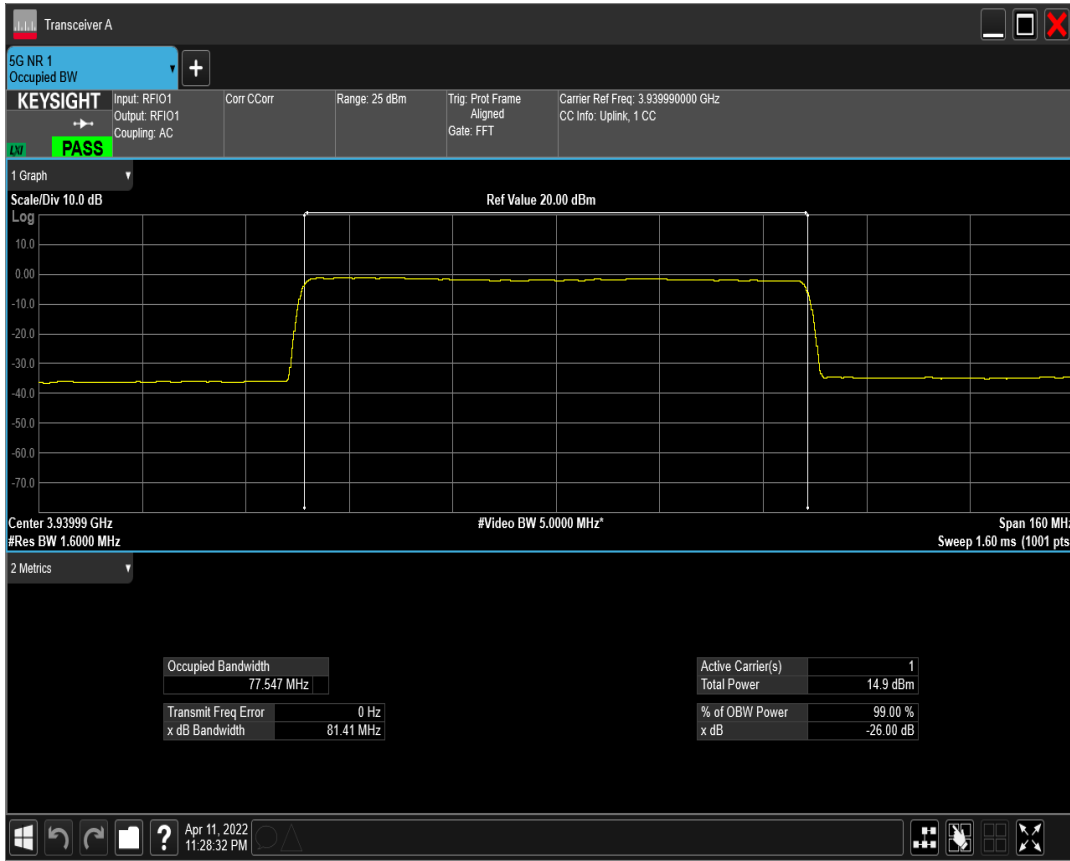 Transceiver A
5G NR 1
Occupied BW
+
KEYSIGHT
LXI
PASS
Input: RFIO1
Output: RFIO1
Coupling: AC
Corr CCorr
Range: 25 dBm
Trig: Prot Frame
Aligned
Gate: FFT
Carrier Ref Freq: 3.939990000 GHz
CC Info: Uplink, 1 CC
1 Graph
Scale/Div 10.0 dB
Ref Value 20.00 dBm
Log
10.0
0.00
-10.0
-20.0
-30.0
-40.0
-50.0
-60.0
-70.0
Center 3.93999 GHz
#Video BW 5.0000 MHz*
Span 160 MHz
#Res BW 1.6000 MHz
Sweep 1.60 ms (1001 pts
2 Metrics
Occupied Bandwidth
77.547 MHz
Transmit Freq Error 0 Hz
x dB Bandwidth 81.41 MHz
Active Carrier(s) 1
Total Power 14.9 dBm
% of OBW Power 99.00 %
x dB -26.00 dB
?
Apr 11, 2022
11:28:32 PM